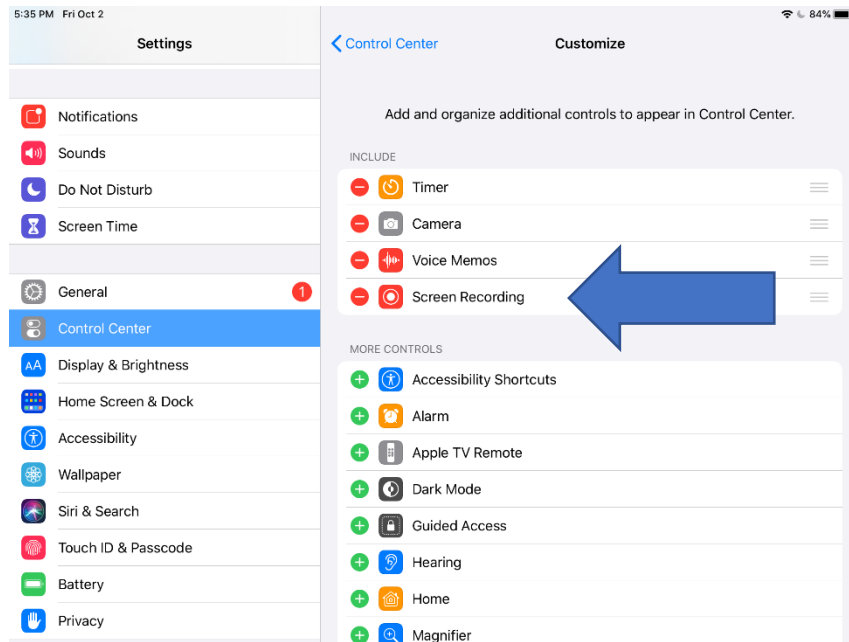 5:35 PM Fri Oct 2
84%
Settings
Notifications
Sounds
Do Not Disturb
Screen Time
General
1
Control Center
AA
Display & Brightness
Home Screen & Dock
Accessibility
Wallpaper
Siri & Search
Touch ID & Passcode
Battery
Privacy
Control Center
Customize
Add and organize additional controls to appear in Control Center.
INCLUDE
Timer
Camera
Voice Memos
Screen Recording
MORE CONTROLS
Accessibility Shortcuts
Alarm
Apple TV Remote
Dark Mode
Guided Access
Hearing
Home
Magnifier